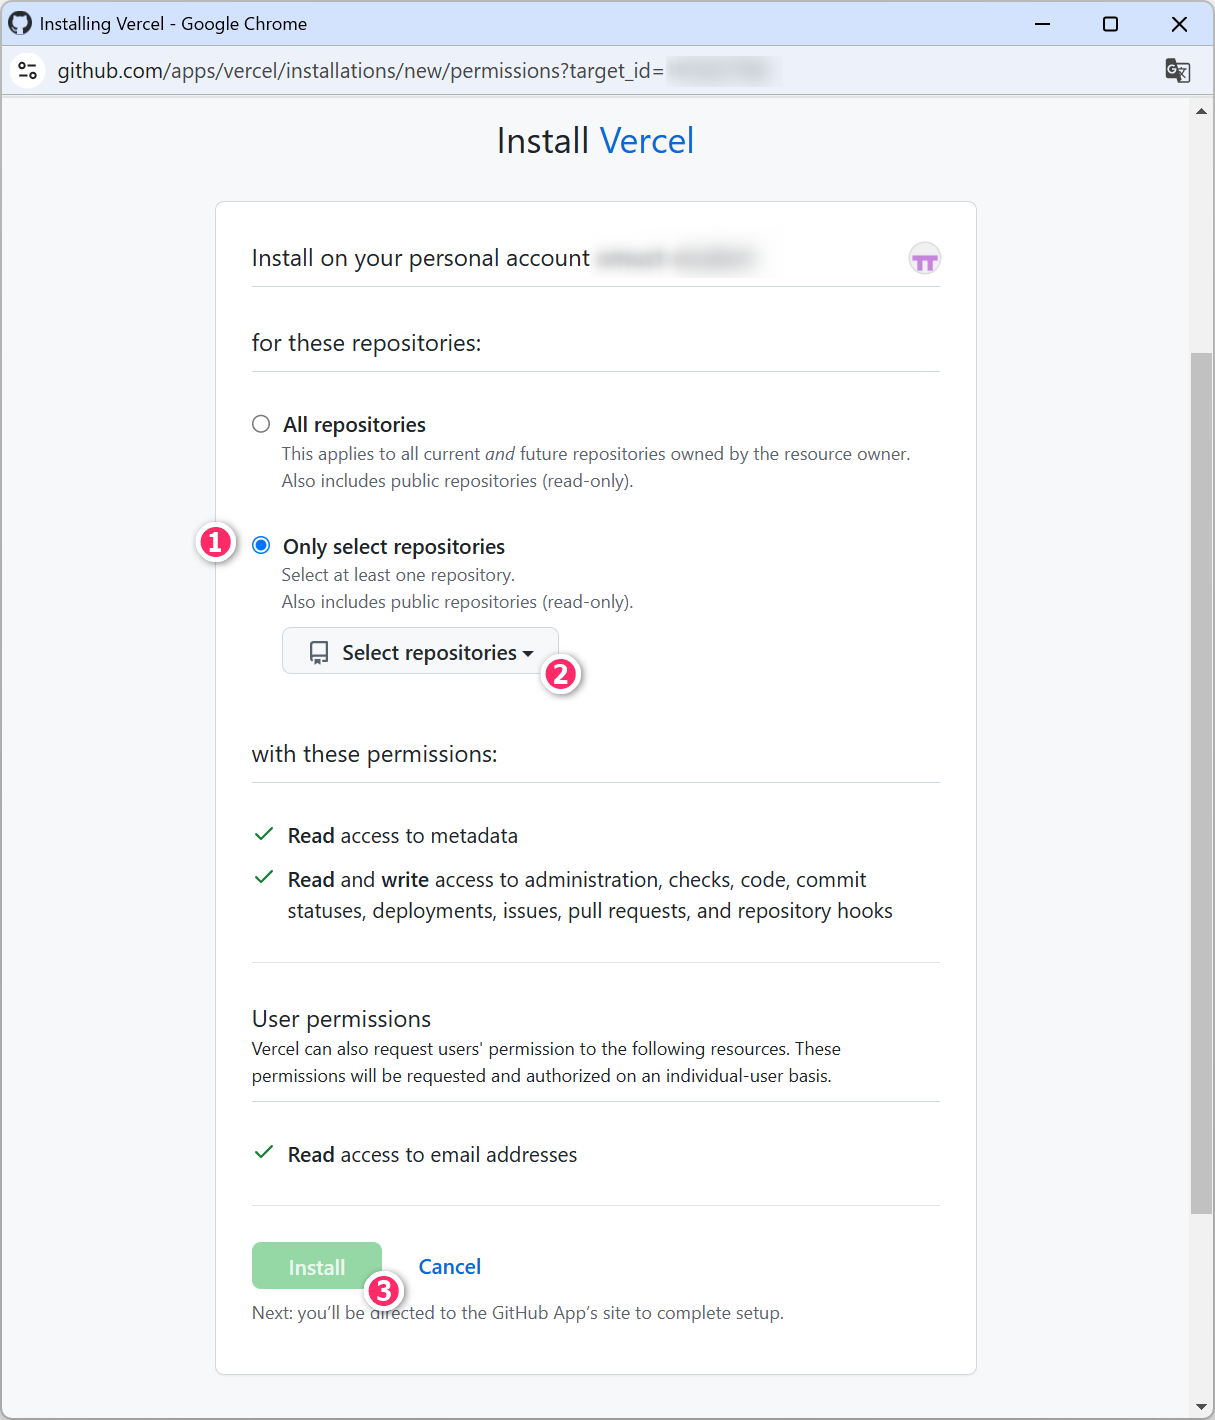 Installing Vercel - Google Chrome
github.com/apps/vercel/installations/new/permissions?target_id=
Install Vercel
Install on your personal account
for these repositories:
All repositories
This applies to all current and future repositories owned by the resource owner.
Also includes public repositories (read-only).
1
Only select repositories
Select at least one repository.
Also includes public repositories (read-only).
Select repositories
2
with these permissions:
Read access to metadata
Read and write access to administration, checks, code, commit
statuses, deployments, issues, pull requests, and repository hooks
User permissions
Vercel can also request users' permission to the following resources. These
permissions will be requested and authorized on an individual-user basis.
Read access to email addresses
Install
Cancel
3
Next: you’ll be directed to the GitHub App’s site to complete setup.